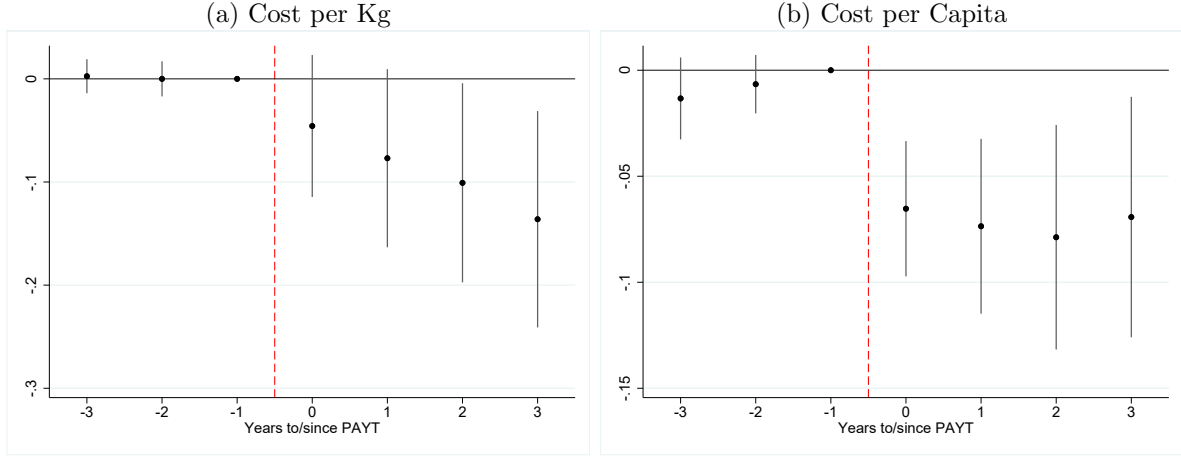 (a) Cost per Kg
0
-.1
-.2
-.3
-3 -2 -1 0 1 2 3
Years to/since PAYT
(b) Cost per Capita
0
-.05
-.1
-.15
-3 -2 -1 0 1 2 3
Years to/since PAYT